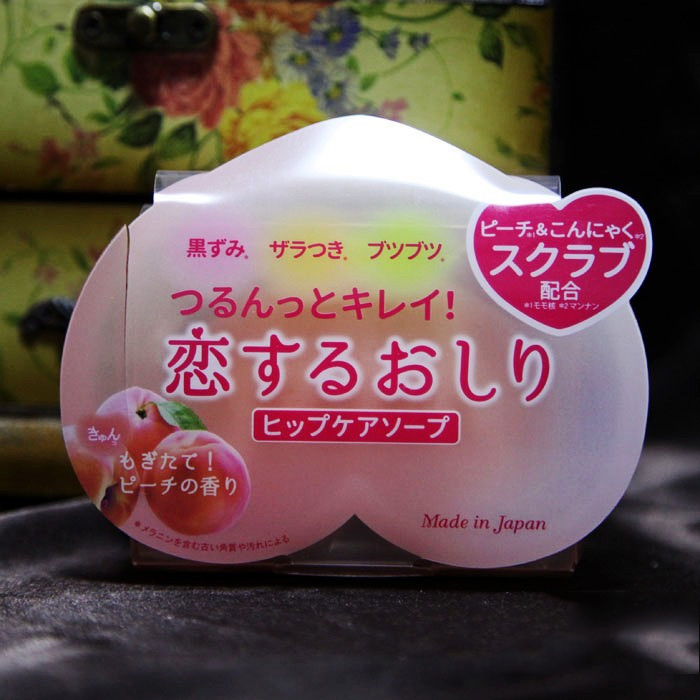 黒ずみ* ザラつき* ブツブツ*
つるんっとキレイ!
恋するおしり
ヒップケアソープ
ピーチ*1&こんにゃく*2
スクラブ
配合
*1モモ核 *2マンナン
きゅんっ
もぎたて!
ピーチの香り
*メラニンを含む古い角質や汚れによる
Made in Japan